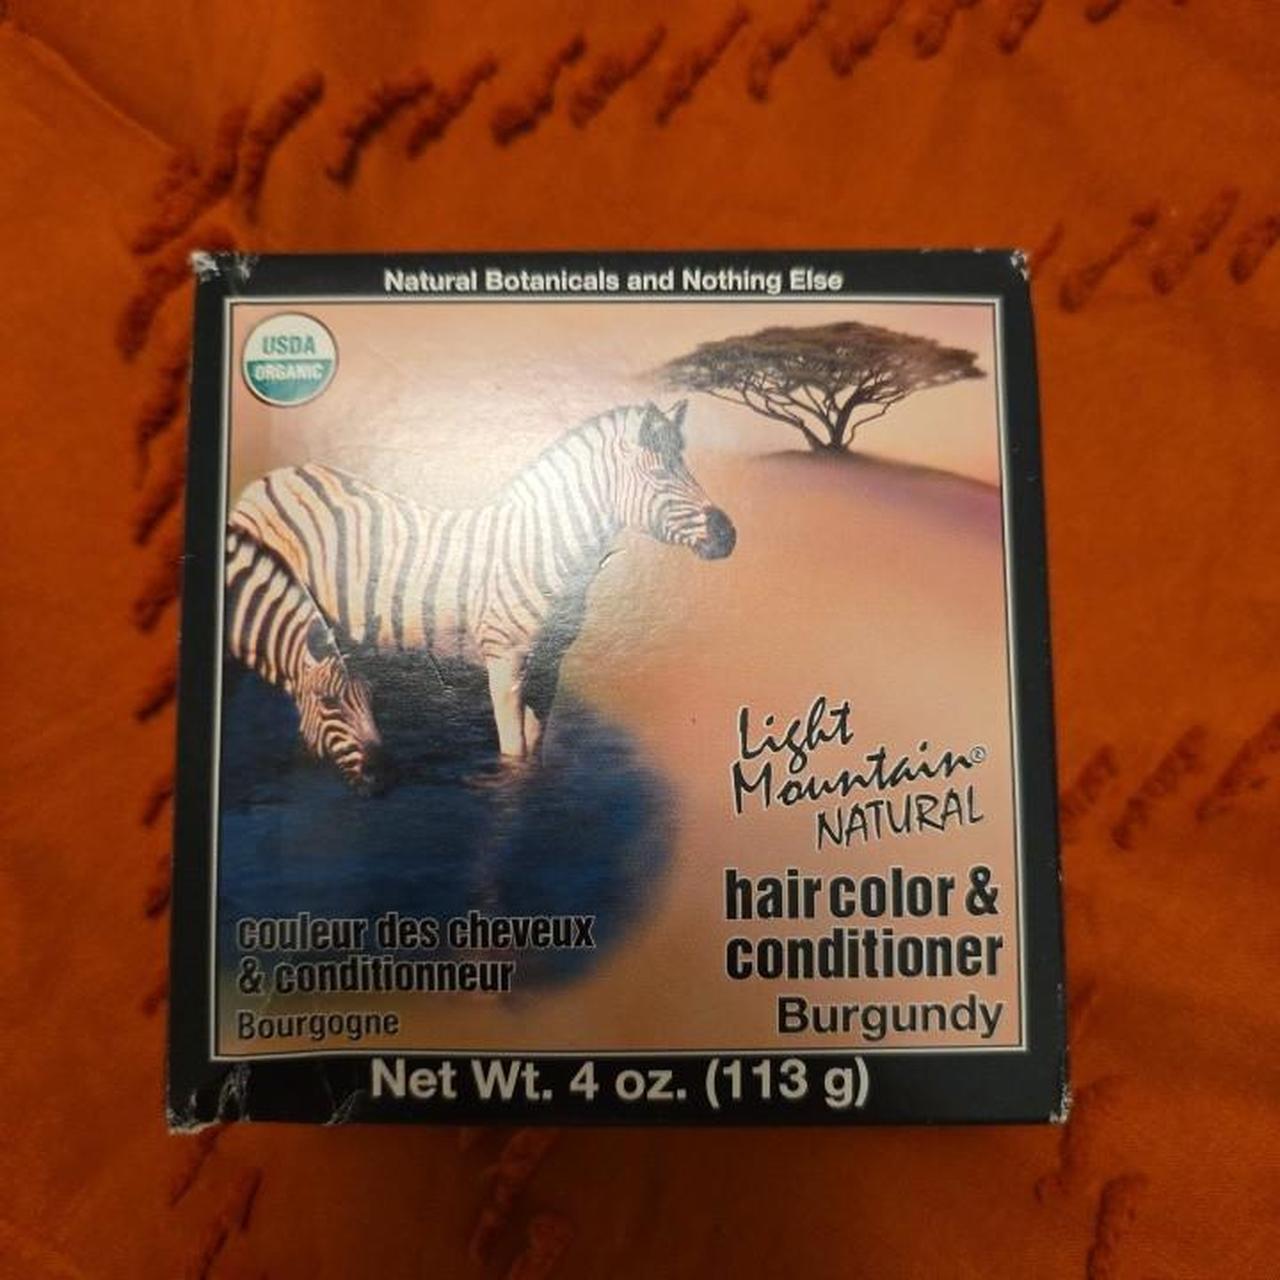 Natural Botanicals and Nothing Else
USDA
ORGANIC
Light
Mountain®
NATURAL
hair color &
conditioner
Burgundy
couleur des cheveux
& conditionneur
Bourgogne
Net Wt. 4 oz. (113 g)